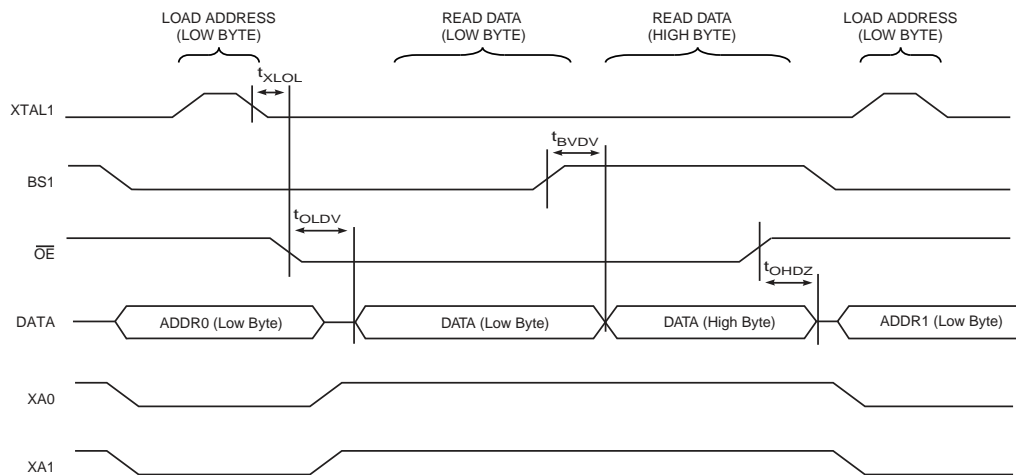 LOAD ADDRESS
(LOW BYTE)
READ DATA
(LOW BYTE)
READ DATA
(HIGH BYTE)
LOAD ADDRESS
(LOW BYTE)
tXLOL
XTAL1
tBVDV
BS1
tOLDV
OE
tOHDZ
DATA
ADDR0 (Low Byte)
DATA (Low Byte)
DATA (High Byte)
ADDR1 (Low Byte)
XA0
XA1